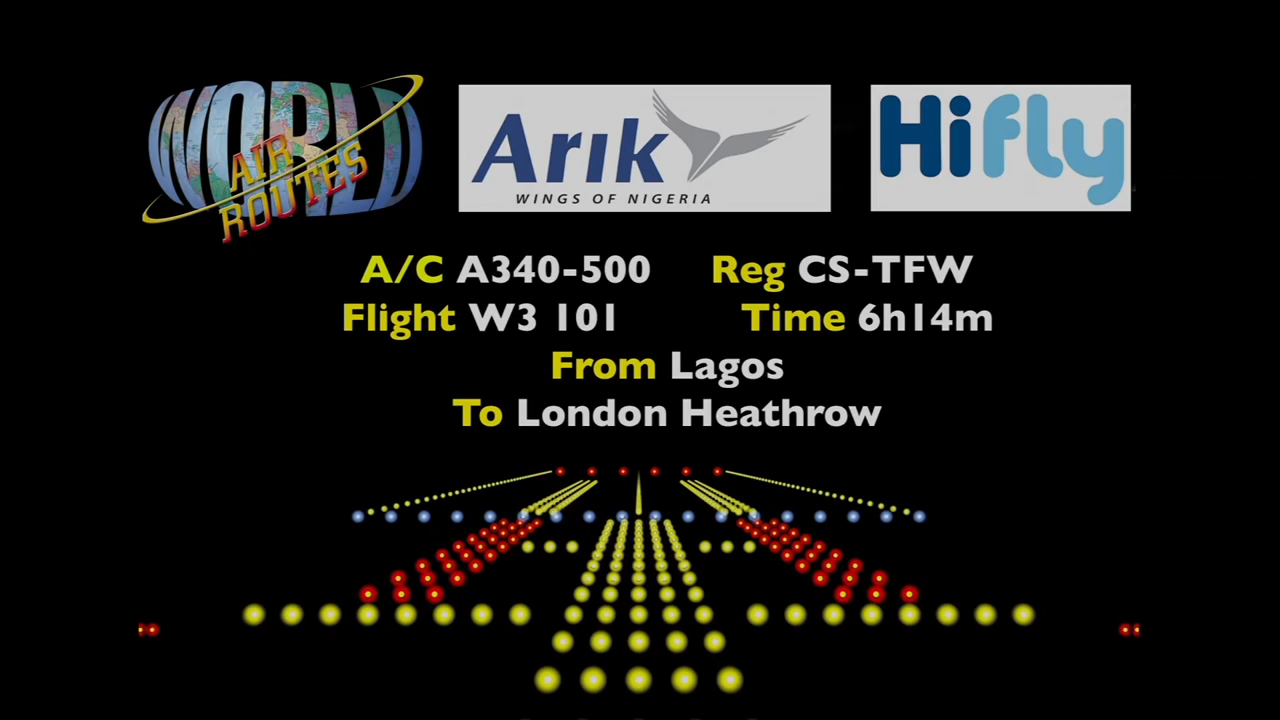 WORLD
AIR
ROUTES
Arık
WINGS OF NIGERIA
Hifly
A/C A340-500 Reg CS-TFW
Flight W3 101 Time 6h14m
From Lagos
To London Heathrow